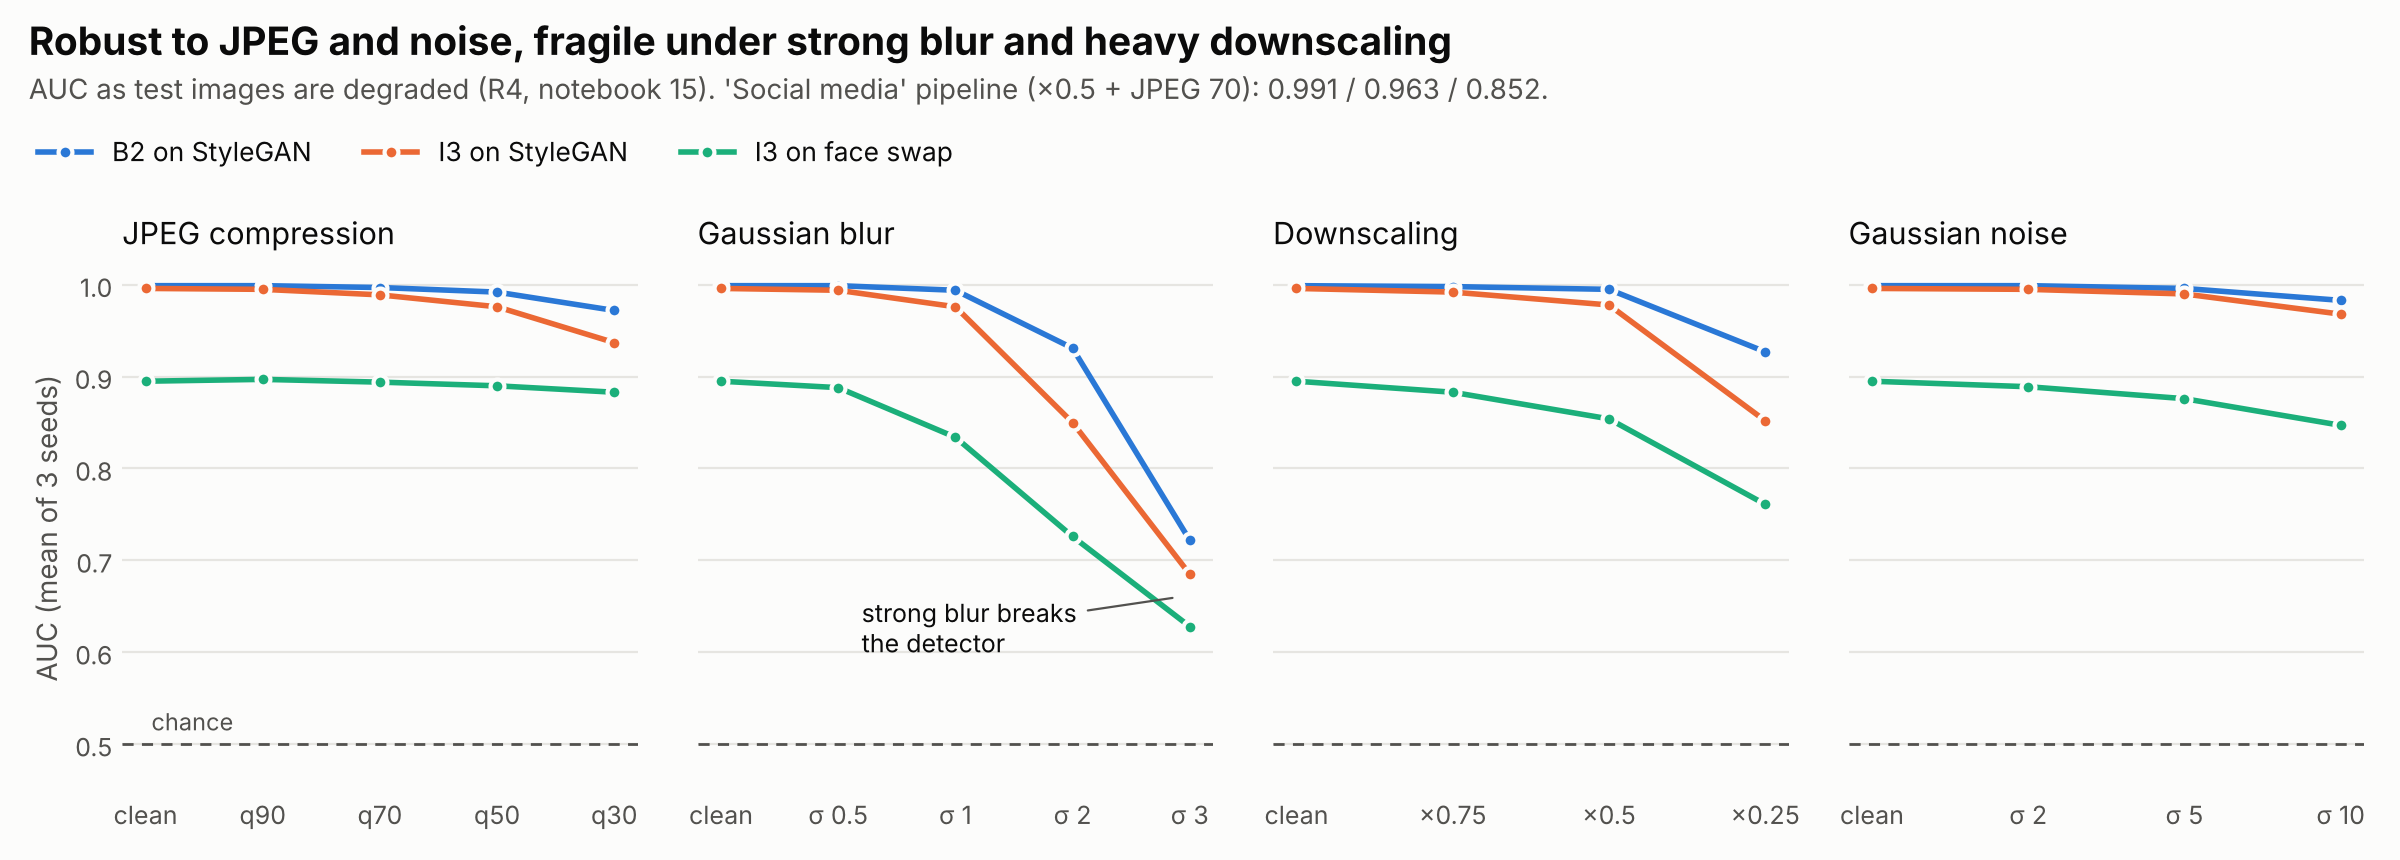 Robust to JPEG and noise, fragile under strong blur and heavy downscaling
AUC as test images are degraded (R4, notebook 15). 'Social media' pipeline (×0.5 + JPEG 70): 0.991 / 0.963 / 0.852.
B2 on StyleGAN I3 on StyleGAN I3 on face swap
JPEG compression Gaussian blur Downscaling Gaussian noise
AUC (mean of 3 seeds)
1.0
0.9
0.8
0.7
0.6
0.5
chance
strong blur breaks
the detector
clean q90 q70 q50 q30 clean σ 0.5 σ 1 σ 2 σ 3 clean ×0.75 ×0.5 ×0.25 clean σ 2 σ 5 σ 10